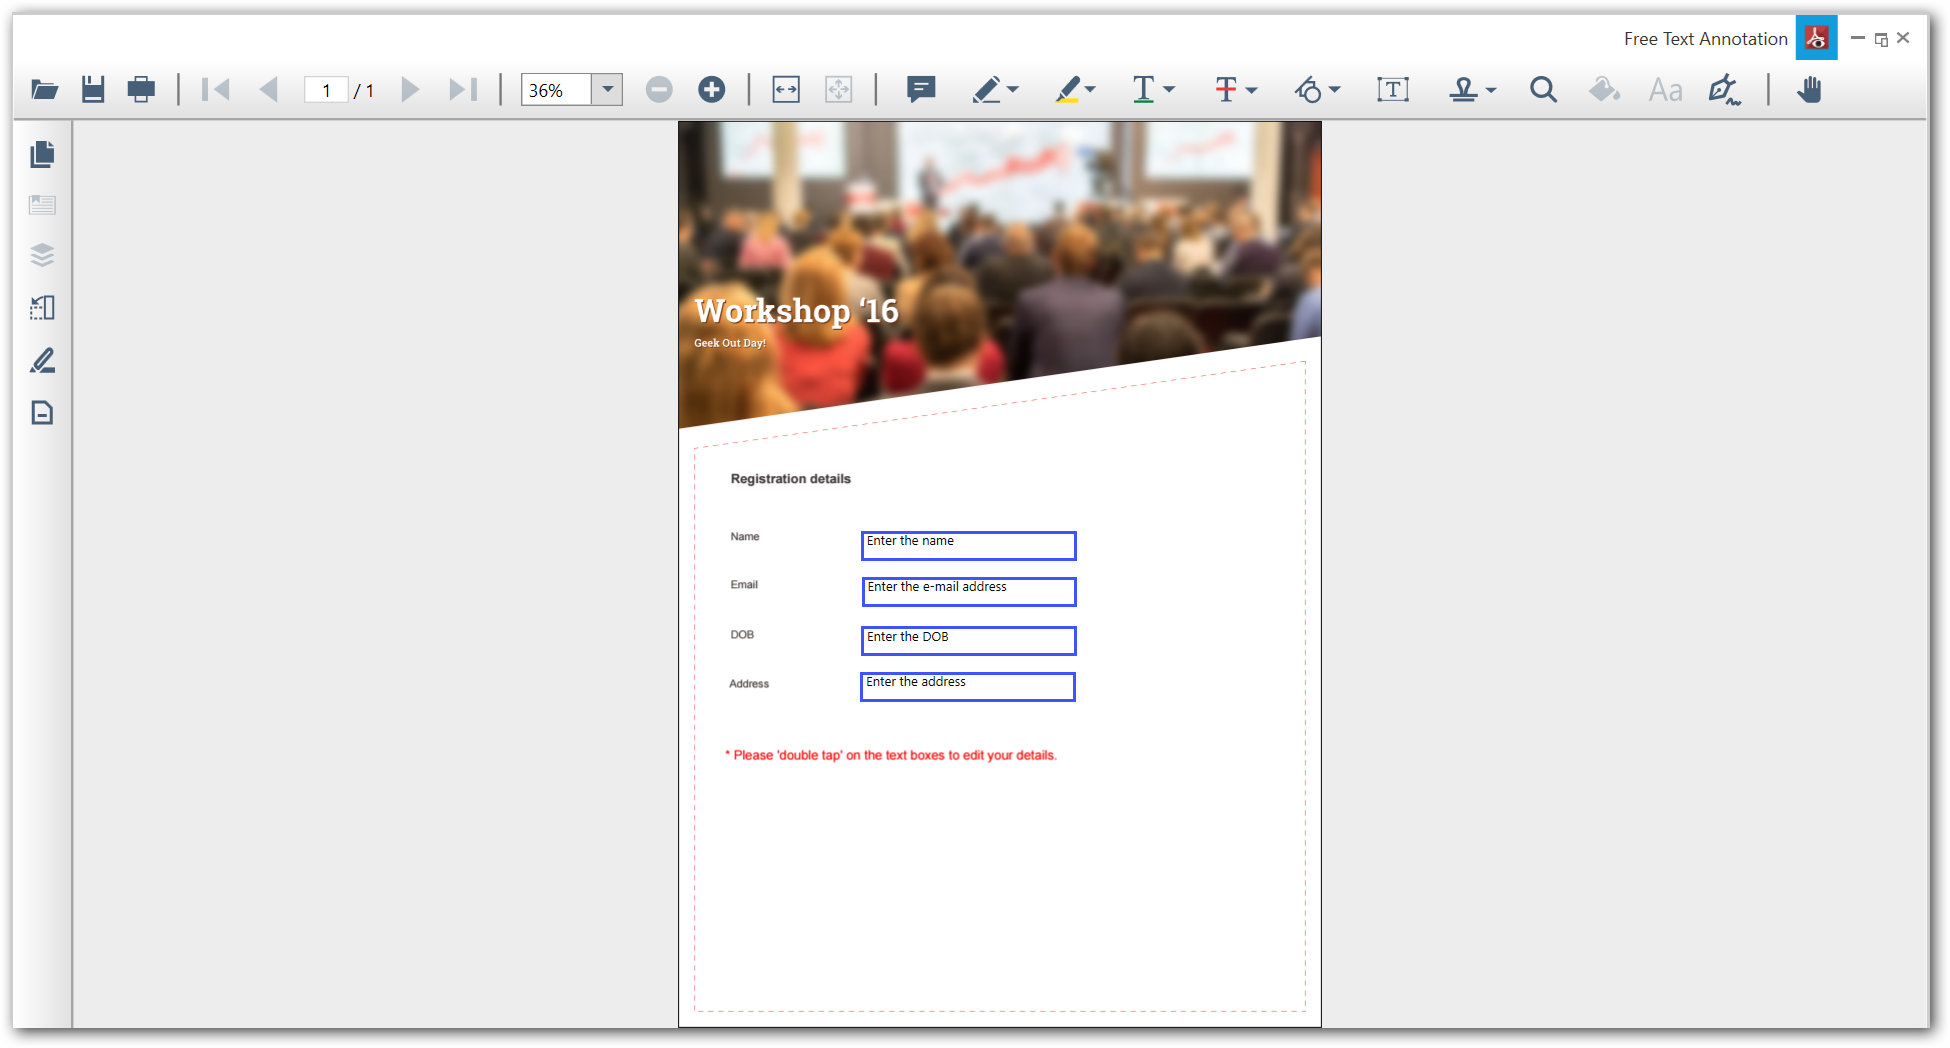 Free Text Annotation
1 / 1
36%
T
T
T
Aa
Workshop ‘16
Geek Out Day!
Registration details
Name
Enter the name
Email
Enter the e-mail address
DOB
Enter the DOB
Address
Enter the address
* Please 'double tap' on the text boxes to edit your details.